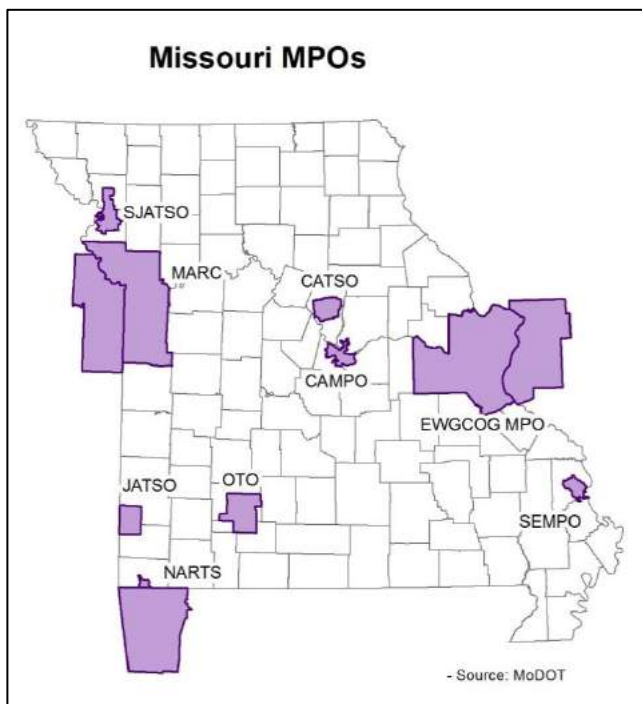 Missouri MPOs
SJATSO
MARC
CATSO
CAMPO
EWGCOG MPO
JATSO
OTO
SEMPO
NARTS
- Source: MoDOT